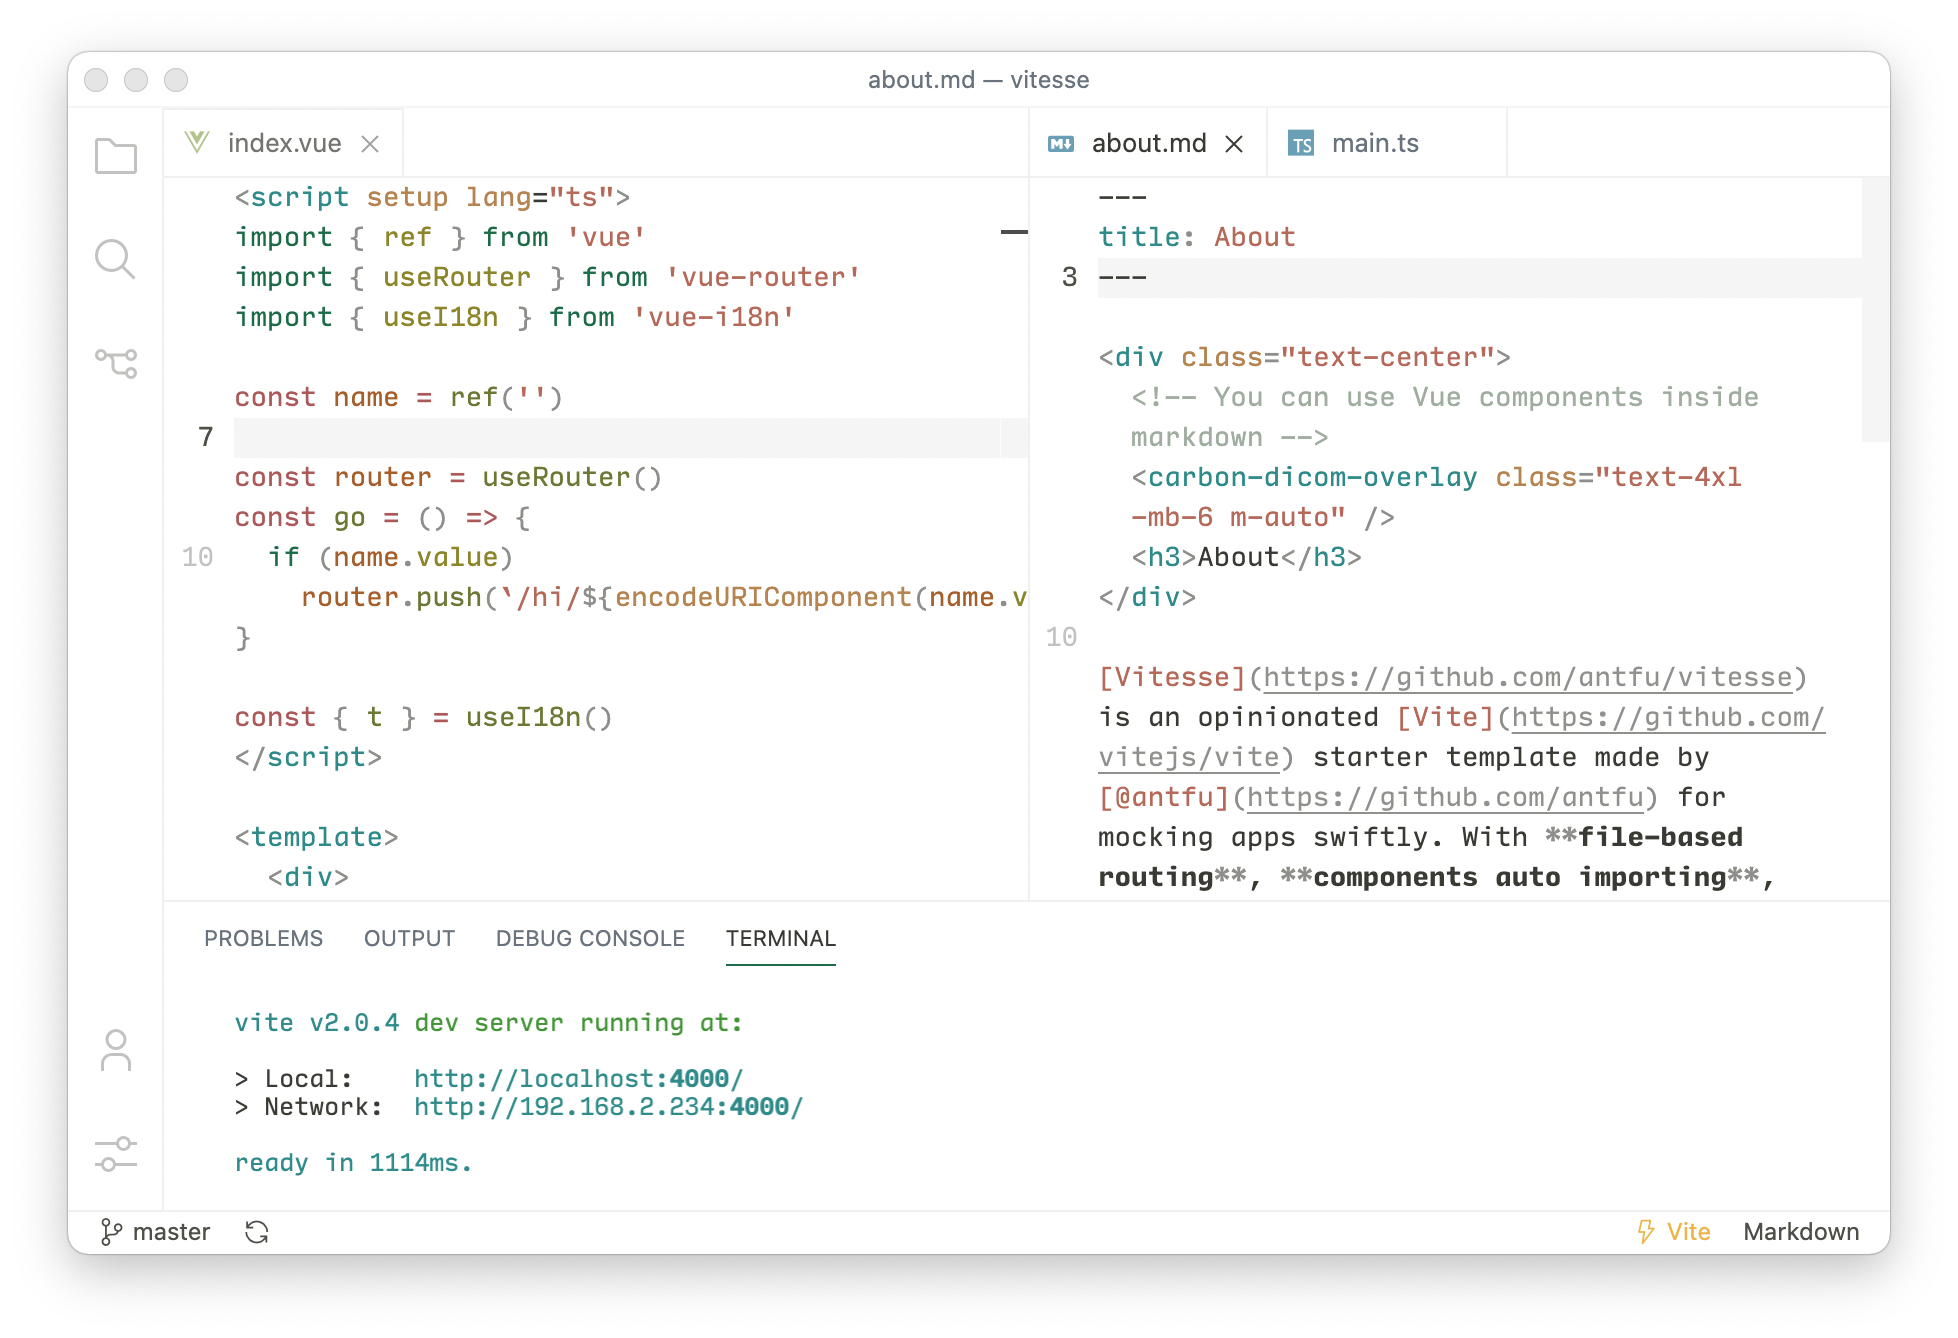 about.md — vitesse
index.vue
<script setup lang="ts">
import { ref } from 'vue'
import { useRouter } from 'vue-router'
import { useI18n } from 'vue-i18n'
const name = ref('')
7
const router = useRouter()
const go = () => {
10   if (name.value)
    router.push(`/hi/${encodeURIComponent(name.v
}
const { t } = useI18n()
</script>
<template>
  <div>
M↓ about.md
TS main.ts
---
title: About
3 ---
<div class="text-center">
  <!-- You can use Vue components inside
  markdown -->
  <carbon-dicom-overlay class="text-4xl
  -mb-6 m-auto" />
  <h3>About</h3>
</div>
10
[Vitesse](https://github.com/antfu/vitesse)
is an opinionated [Vite](https://github.com/
vitejs/vite) starter template made by
[@antfu](https://github.com/antfu) for
mocking apps swiftly. With **file-based
routing**, **components auto importing**,
PROBLEMS OUTPUT DEBUG CONSOLE TERMINAL
vite v2.0.4 dev server running at:
> Local:    http://localhost:4000/
> Network:  http://192.168.2.234:4000/
ready in 1114ms.
master
Vite Markdown